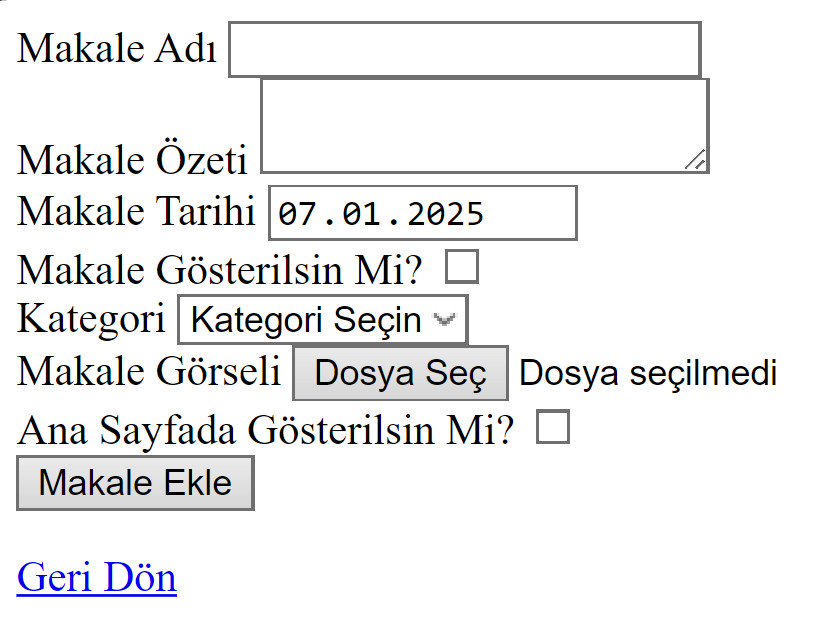 Makale Adı
Makale Özeti
Makale Tarihi 07.01.2025
Makale Gösterilsin Mi?
Kategori Kategori Seçin
Makale Görseli Dosya Seç Dosya seçilmedi
Ana Sayfada Gösterilsin Mi?
Makale Ekle
Geri Dön